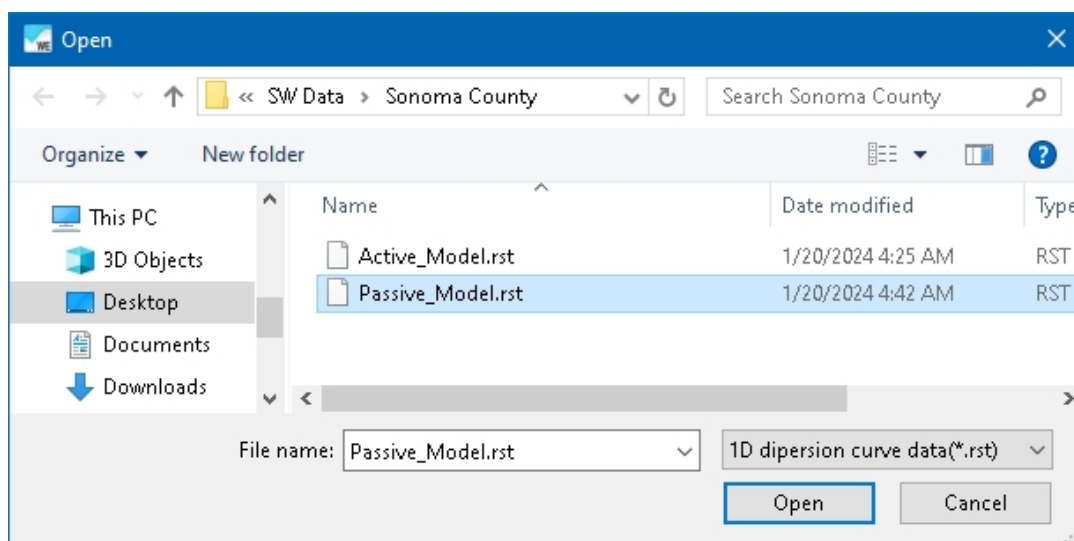 WE Open
« SW Data > Sonoma County
Search Sonoma County
Organize
New folder
?
Name
Date modified
Type
This PC
3D Objects
Desktop
Documents
Downloads
Active_Model.rst 1/20/2024 4:25 AM RST
Passive_Model.rst 1/20/2024 4:42 AM RST
File name: Passive_Model.rst
1D dipersion curve data(*.rst)
Open
Cancel